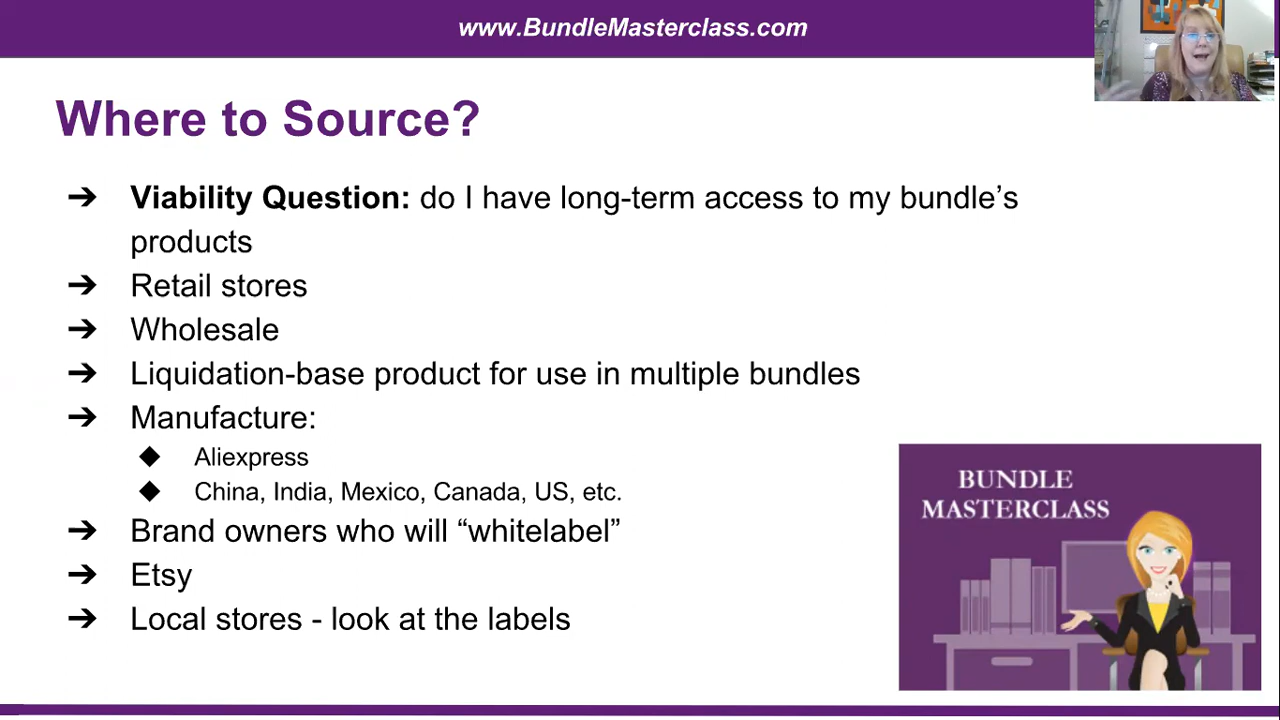 www.BundleMasterclass.com
Where to Source?
➔ Viability Question: do I have long-term access to my bundle’s
products
➔ Retail stores
➔ Wholesale
➔ Liquidation-base product for use in multiple bundles
➔ Manufacture:
◆ Aliexpress
◆ China, India, Mexico, Canada, US, etc.
➔ Brand owners who will “whitelabel”
➔ Etsy
➔ Local stores - look at the labels
BUNDLE
MASTERCLASS